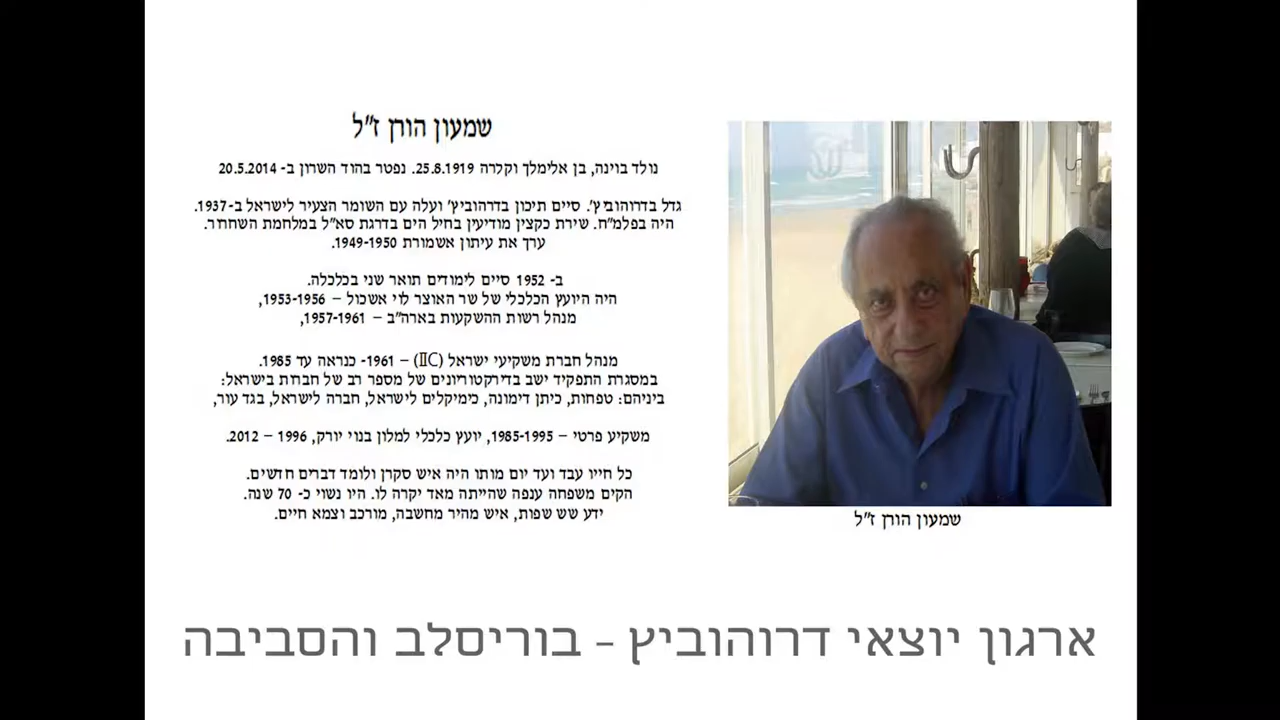 שמעון הורן ז"ל
נולד בוינה, בן אלימלך וקלרה 25.8.1919. נפטר בהוד השרון ב- 20.5.2014
גדל בדרוהוביץ'. סיים תיכון בדרהוביץ' ועלה עם השומר הצעיר לישראל ב-1937.
היה בפלמ"ח. שירת כקצין מודיעין בחיל הים בדרגת סא"ל במלחמת השחרור.
ערך את עיתון אשמורת 1949-1950.
ב- 1952 סיים לימודים תואר שני בכלכלה.
היה היועץ הכלכלי של שר האוצר לוי אשכול – 1953-1956,
מנהל רשות ההשקעות בארה"ב – 1957-1961,
מנהל חברת משקיעי ישראל (IIC) – 1961- כנראה עד 1985.
במסגרת התפקיד ישב בדירקטוריונים של מספר רב של חברות בישראל:
ביניהם: טפחות, כיתן דימונה, כימיקלים לישראל, חברה לישראל, בגד עור,
משקיע פרטי – 1985-1995, יועץ כלכלי למלון בנוי יורק, 1996 – 2012.
כל חייו עבד ועד יום מותו היה איש סקרן ולומד דברים חדשים.
הקים משפחה ענפה שהייתה מאד יקרה לו. היו נשוי כ- 70 שנה.
ידע שש שפות, איש מהיר מחשבה, מורכב וצמא חיים.
שמעון הורן ז"ל
ארגון יוצאי דרוהוביץ – בוריסלב והסביבה